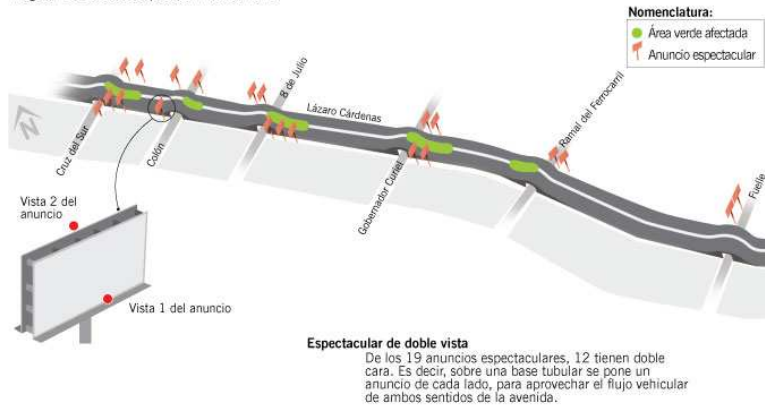 Nomenclatura:
Área verde afectada
Anuncio espectacular
8 de Julio
Lázaro Cárdenas
Ramal del Ferrocarril
N
Cruz del Sur
Colón
Gobernador Curiel
Fuelle
Vista 2 del
anuncio
Vista 1 del anuncio
Espectacular de doble vista
De los 19 anuncios espectaculares, 12 tienen doble
cara. Es decir, sobre una base tubular se pone un
anuncio de cada lado, para aprovechar el flujo vehicular
de ambos sentidos de la avenida.